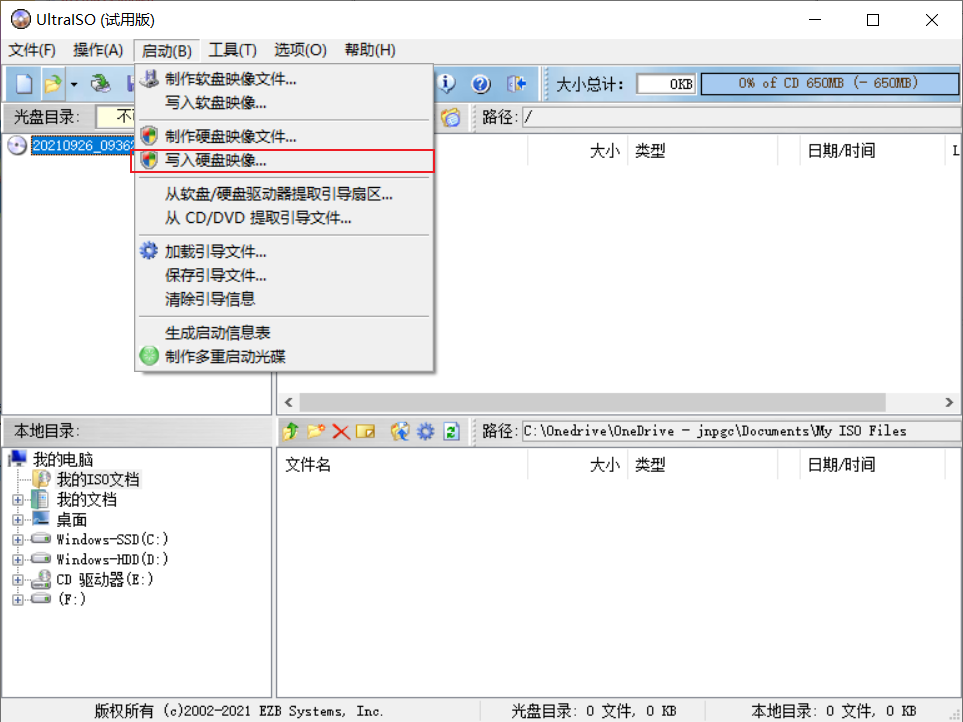 UltraISO (试用版)
文件(F) 操作(A) 启动(B) 工具(T) 选项(O) 帮助(H)
大小总计: 0KB 0% of CD 650MB (- 650MB)
光盘目录: 路径: /
20210926_0936
大小 类型 日期/时间
制作软盘映像文件...
写入软盘映像...
制作硬盘映像文件...
写入硬盘映像...
从软盘/硬盘驱动器提取引导扇区...
从 CD/DVD 提取引导文件...
加载引导文件...
保存引导文件...
清除引导信息
生成启动信息表
制作多重启动光碟
本地目录: 路径: C:\Onedrive\OneDrive - jnpgc\Documents\My ISO Files
我的电脑
我的ISO文档
我的文档
桌面
Windows-SSD(C:)
Windows-HDD(D:)
CD 驱动器(E:)
(F:)
文件名 大小 类型 日期/时间
版权所有 (c)2002-2021 EZB Systems, Inc. 光盘目录: 0 文件, 0 KB 本地目录: 0 文件, 0 KB